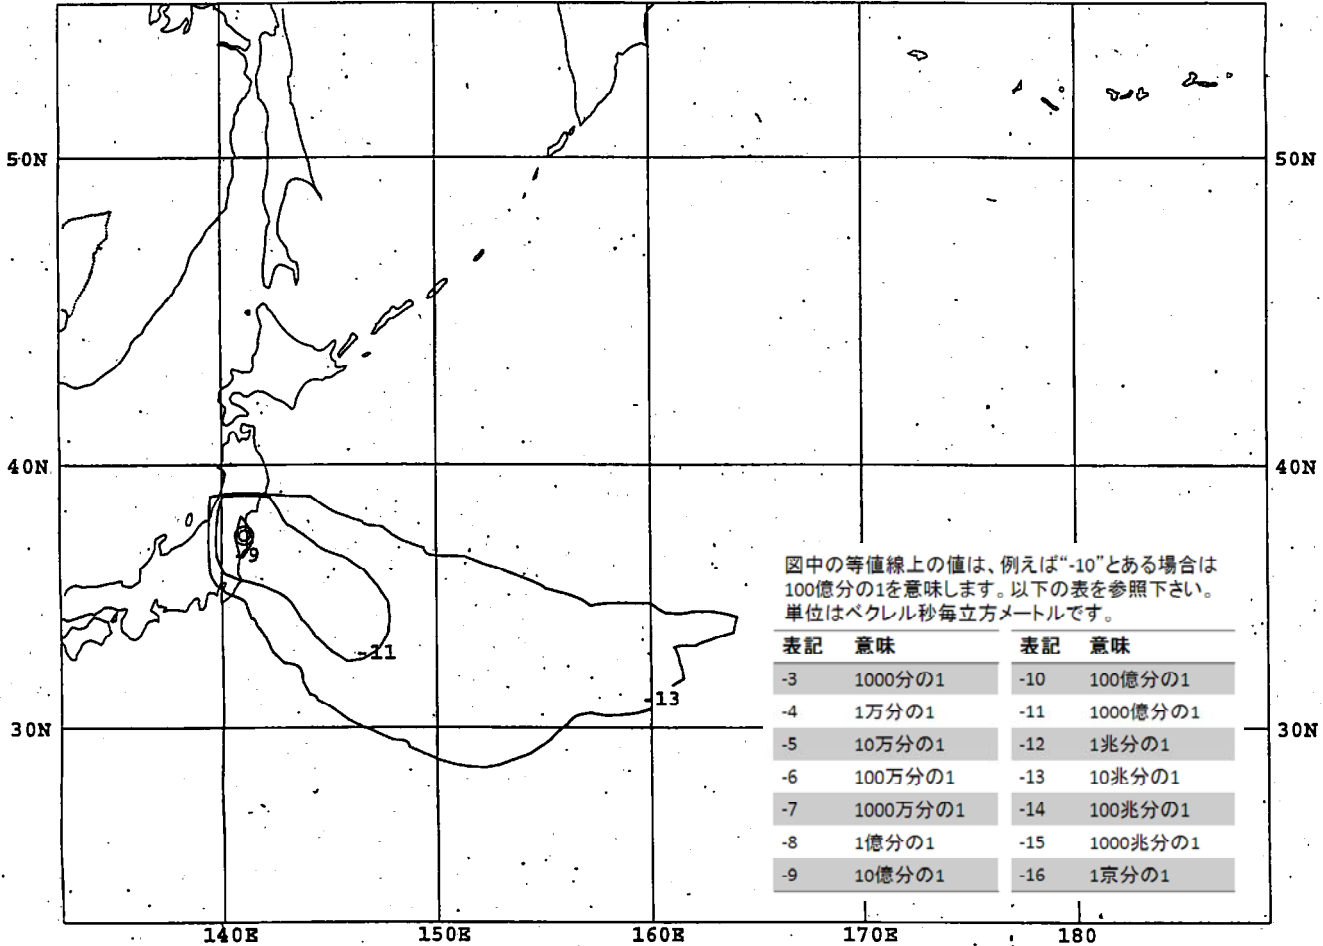 50N
50N
40N
40N
9
-11
-13
30N
30N
140E
150E
160E
170E
180
図中の等値線上の値は、例えば“-10”とある場合は
100億分の1を意味します。以下の表を参照下さい。
単位はベクレル秒毎立方メートルです。
表記 意味 表記 意味
-3 1000分の1 -10 100億分の1
-4 1万分の1 -11 1000億分の1
-5 10万分の1 -12 1兆分の1
-6 100万分の1 -13 10兆分の1
-7 1000万分の1 -14 100兆分の1
-8 1億分の1 -15 1000兆分の1
-9 10億分の1 -16 1京分の1